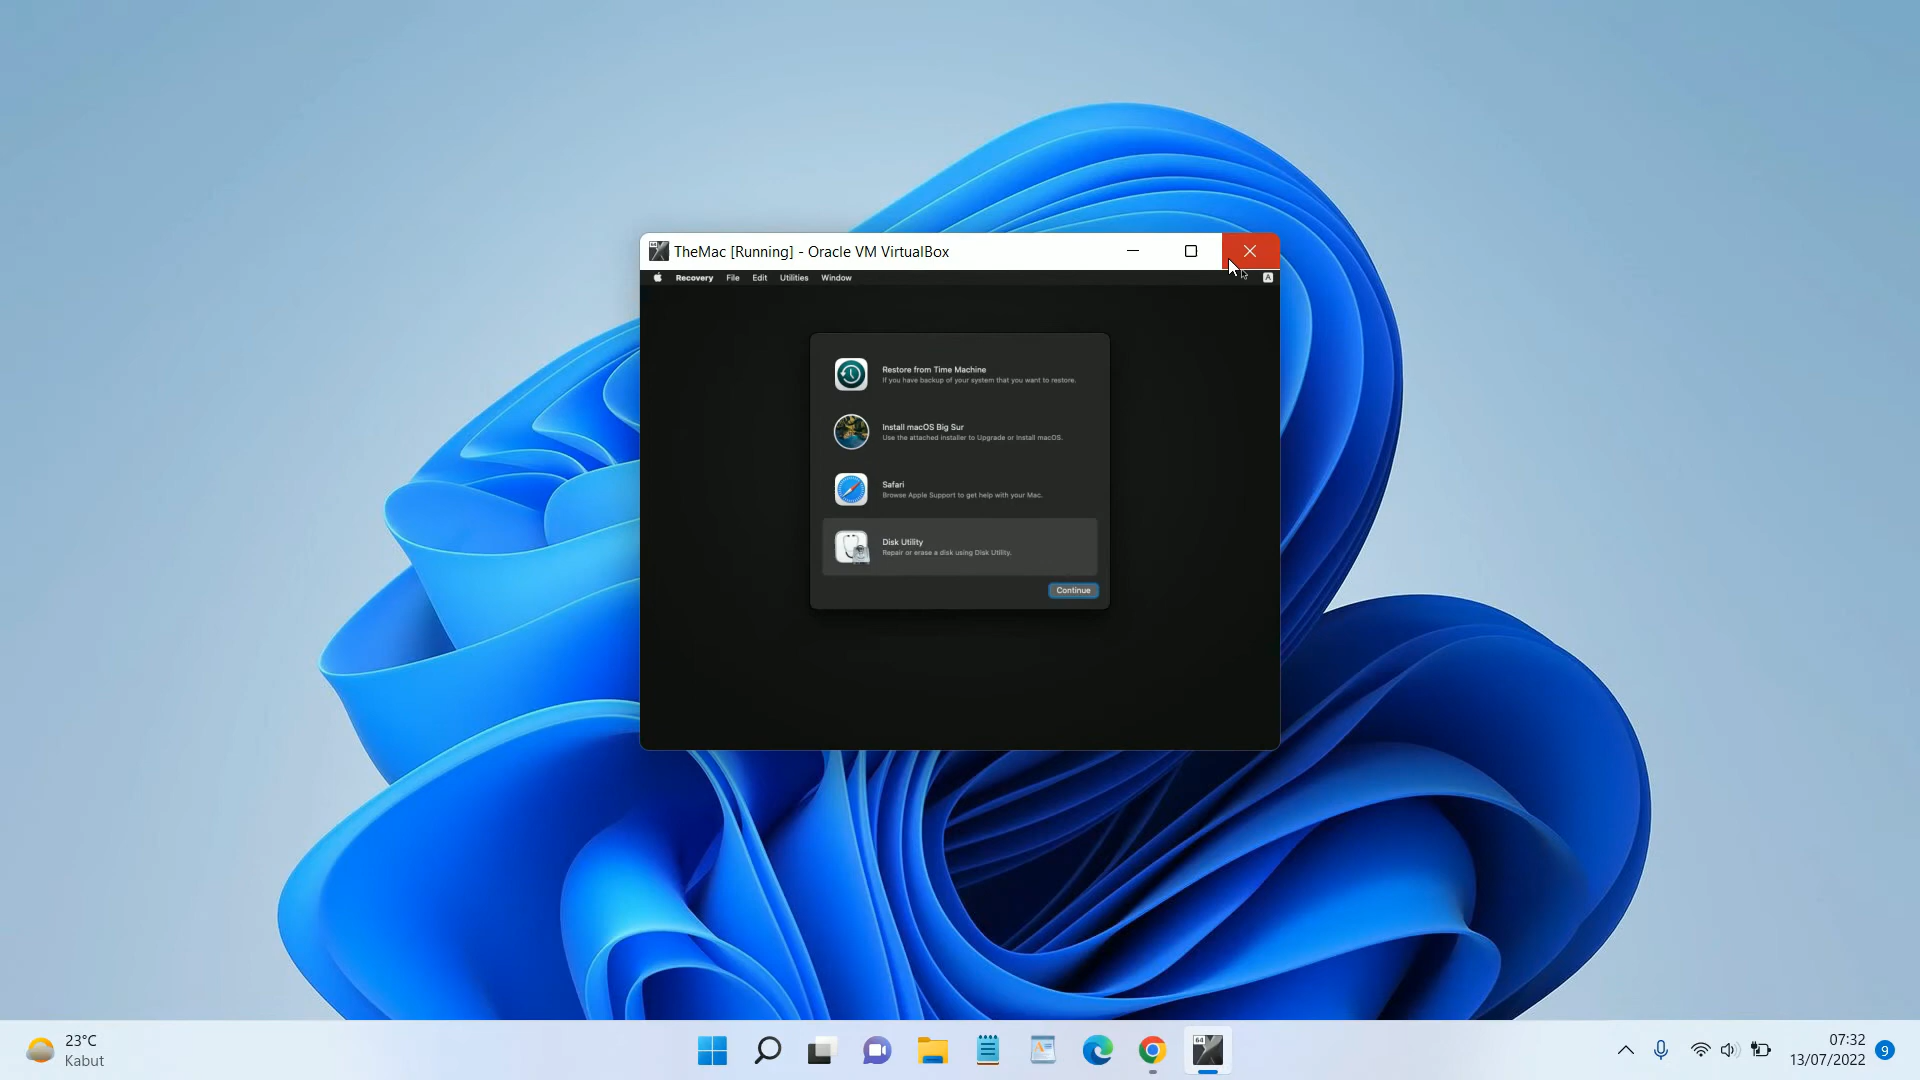 TheMac [Running] - Oracle VM VirtualBox
Recovery File Edit Utilities Window
A
Restore from Time Machine
If you have backup of your system that you want to restore.
Install macOS Big Sur
Use the attached installer to Upgrade or Install macOS.
Safari
Browse Apple Support to get help with your Mac.
Disk Utility
Repair or erase a disk using Disk Utility.
Continue
23°C
Kabut
64
07:32
13/07/2022
9